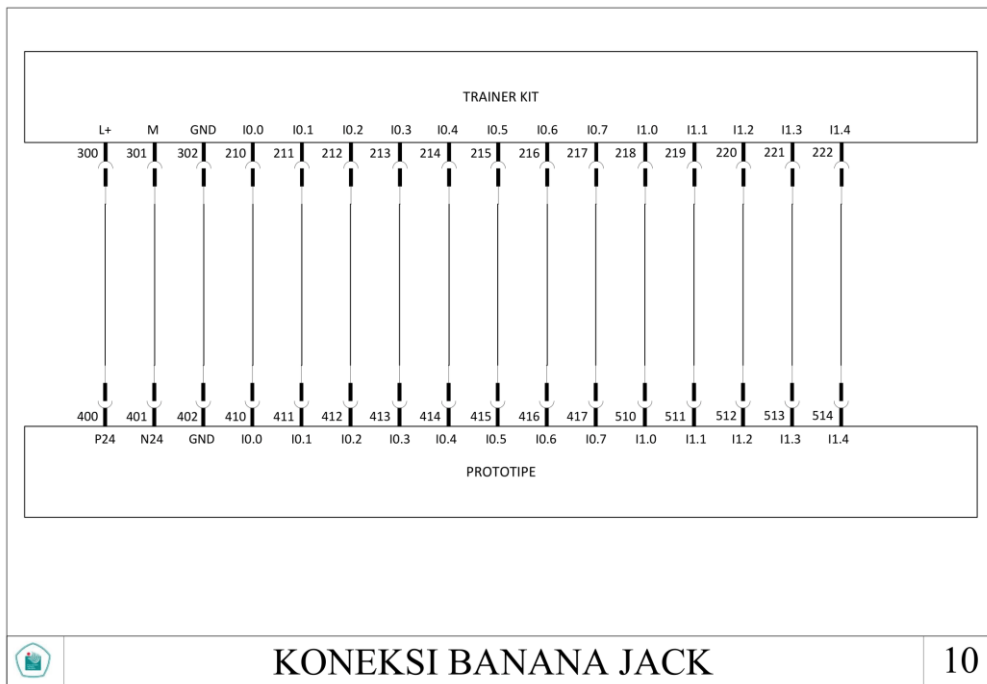 TRAINER KIT
L+ M GND I0.0 I0.1 I0.2 I0.3 I0.4 I0.5 I0.6 I0.7 I1.0 I1.1 I1.2 I1.3 I1.4
300 301 302 210 211 212 213 214 215 216 217 218 219 220 221 222
400 401 402 410 411 412 413 414 415 416 417 510 511 512 513 514
P24 N24 GND I0.0 I0.1 I0.2 I0.3 I0.4 I0.5 I0.6 I0.7 I1.0 I1.1 I1.2 I1.3 I1.4
PROTOTIPE
KONEKSI BANANA JACK 10